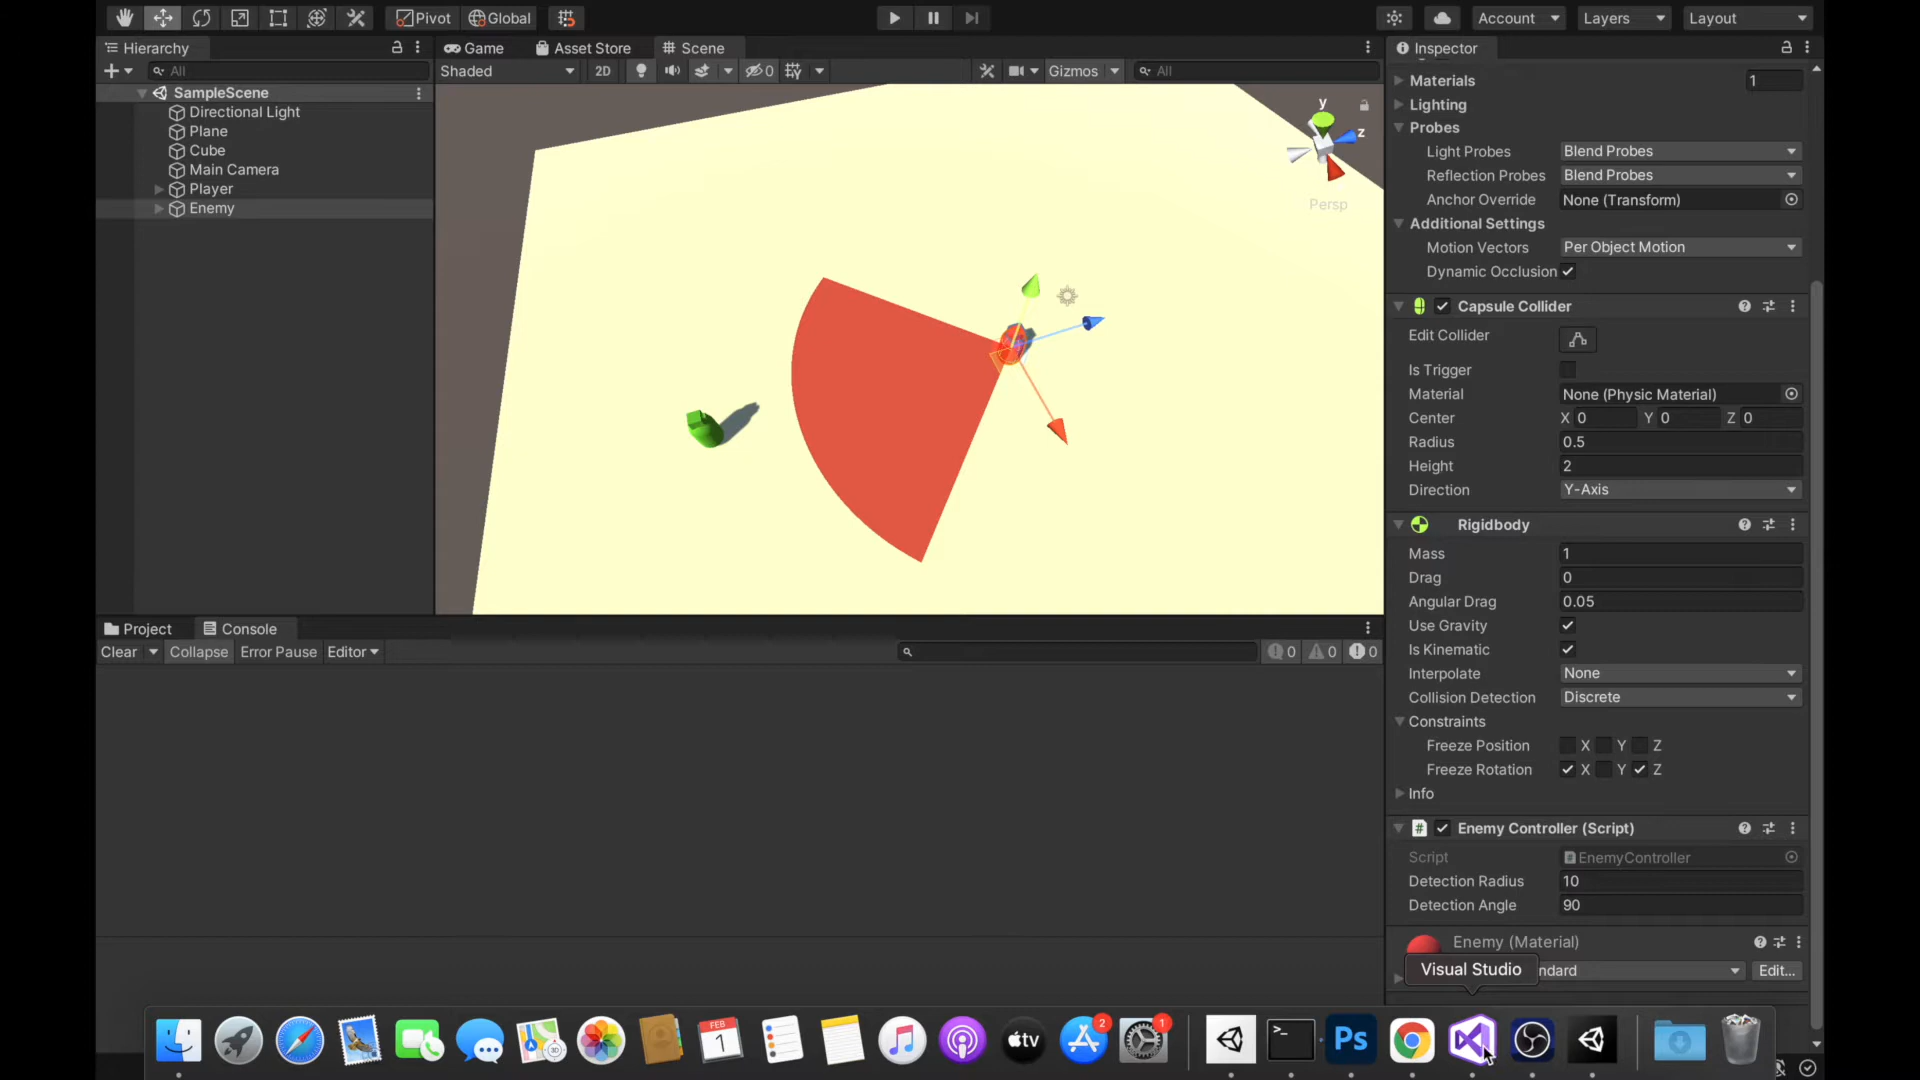 Pivot Global Account Layers Layout
Hierarchy Game Asset Store Scene Inspector
All Shaded 2D 0 Gizmos All Materials 1
SampleScene
Directional Light
Plane
Cube
Main Camera
Player
Enemy
y
z
Persp
Lighting
Probes
Light Probes Blend Probes
Reflection Probes Blend Probes
Anchor Override None (Transform)
Additional Settings
Motion Vectors Per Object Motion
Dynamic Occlusion
Capsule Collider
Edit Collider
Is Trigger
Material None (Physic Material)
Center X 0 Y 0 Z 0
Radius 0.5
Height 2
Direction Y-Axis
Rigidbody
Mass 1
Drag 0
Angular Drag 0.05
Use Gravity
Is Kinematic
Interpolate None
Collision Detection Discrete
Constraints
Freeze Position X Y Z
Freeze Rotation X Y Z
Info
Enemy Controller (Script)
Script EnemyController
Detection Radius 10
Detection Angle 90
Enemy (Material)
Visual Studio ndard Edit...
Project Console
Clear Collapse Error Pause Editor 0 0 0
FEB
1
tv
2
1
Ps